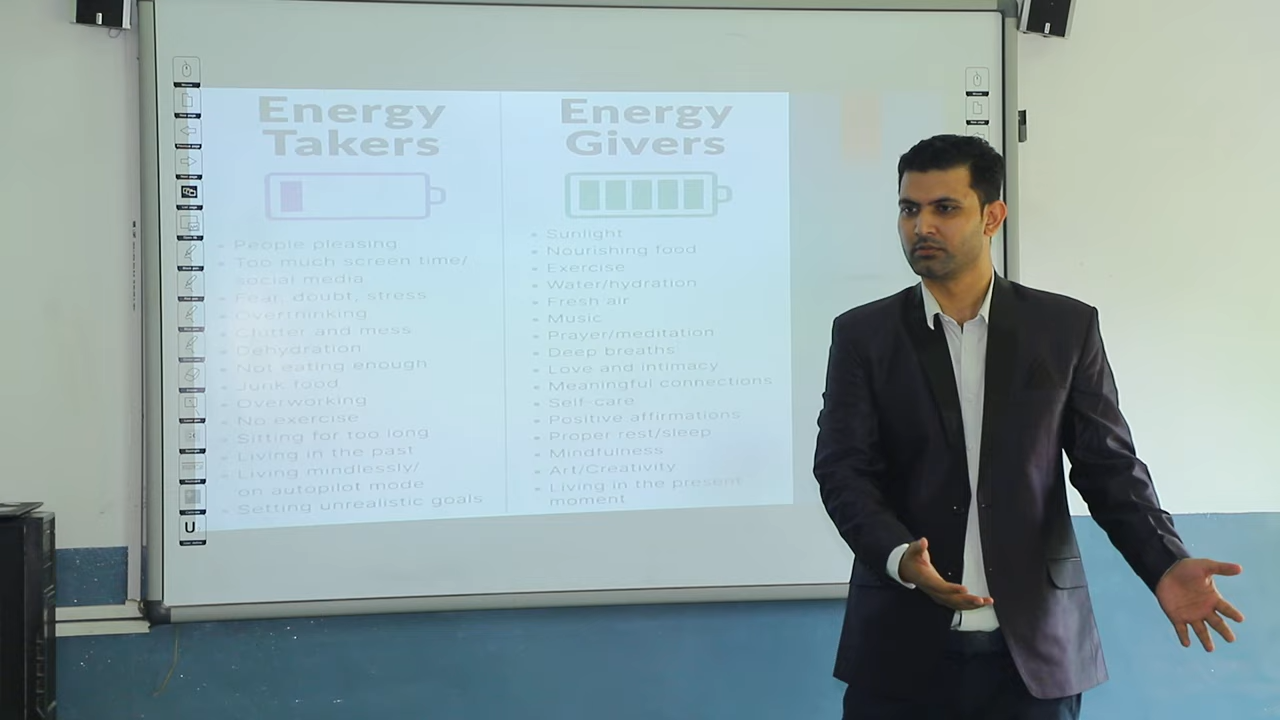 Energy
Takers
People pleasing
Too much screen time/
social media
Fear, doubt, stress
Overthinking
Clutter and mess
Dehydration
Not eating enough
Junk food
Overworking
No exercise
Sitting for too long
Living in the past
Living mindlessly/
on autopilot mode
Setting unrealistic goals
Energy
Givers
Sunlight
Nourishing food
Exercise
Water/hydration
Fresh air
Music
Prayer/meditation
Deep breaths
Love and intimacy
Meaningful connections
Self-care
Positive affirmations
Proper rest/sleep
Mindfulness
Art/Creativity
Living in the present
moment
U